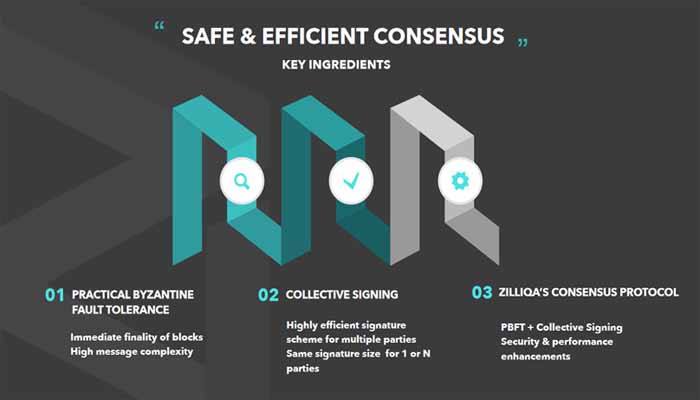 “ SAFE & EFFICIENT CONSENSUS ”
KEY INGREDIENTS
01 PRACTICAL BYZANTINE
FAULT TOLERANCE
Immediate finality of blocks
High message complexity
02 COLLECTIVE SIGNING
Highly efficient signature
scheme for multiple parties
Same signature size for 1 or N
parties
03 ZILLIQA’S CONSENSUS PROTOCOL
PBFT + Collective Signing
Security & performance
enhancements